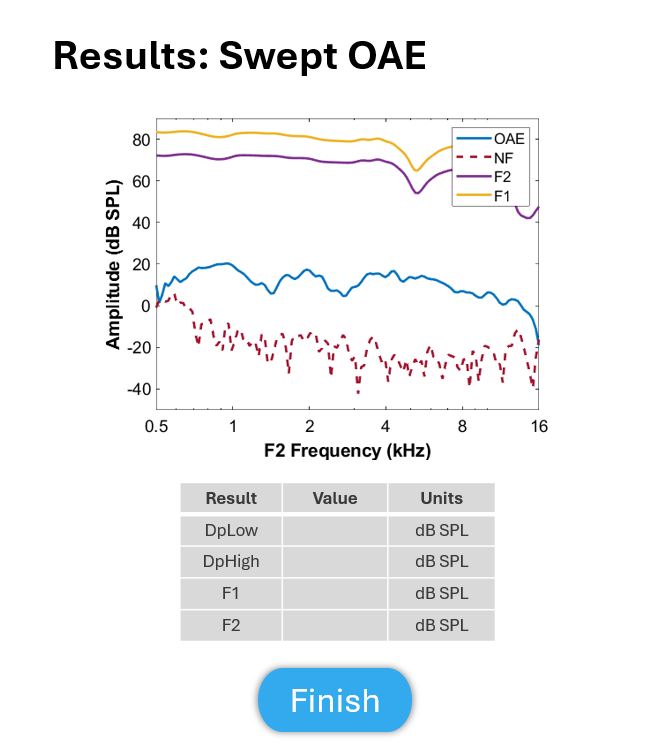 Results: Swept OAE
80
60
40
20
0
-20
-40
Amplitude (dB SPL)
OAE
NF
F2
F1
0.5 1 2 4 8 16
F2 Frequency (kHz)
Result Value Units
DpLow dB SPL
DpHigh dB SPL
F1 dB SPL
F2 dB SPL
Finish